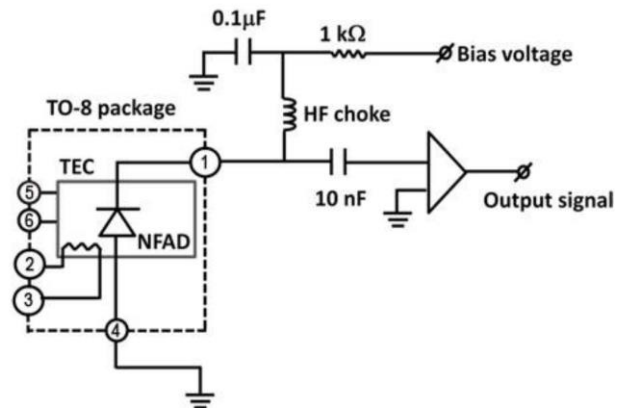 0.1μF
1 kΩ
Bias voltage
HF choke
TO-8 package
1
TEC
5
6
NFAD
2
3
4
10 nF
Output signal